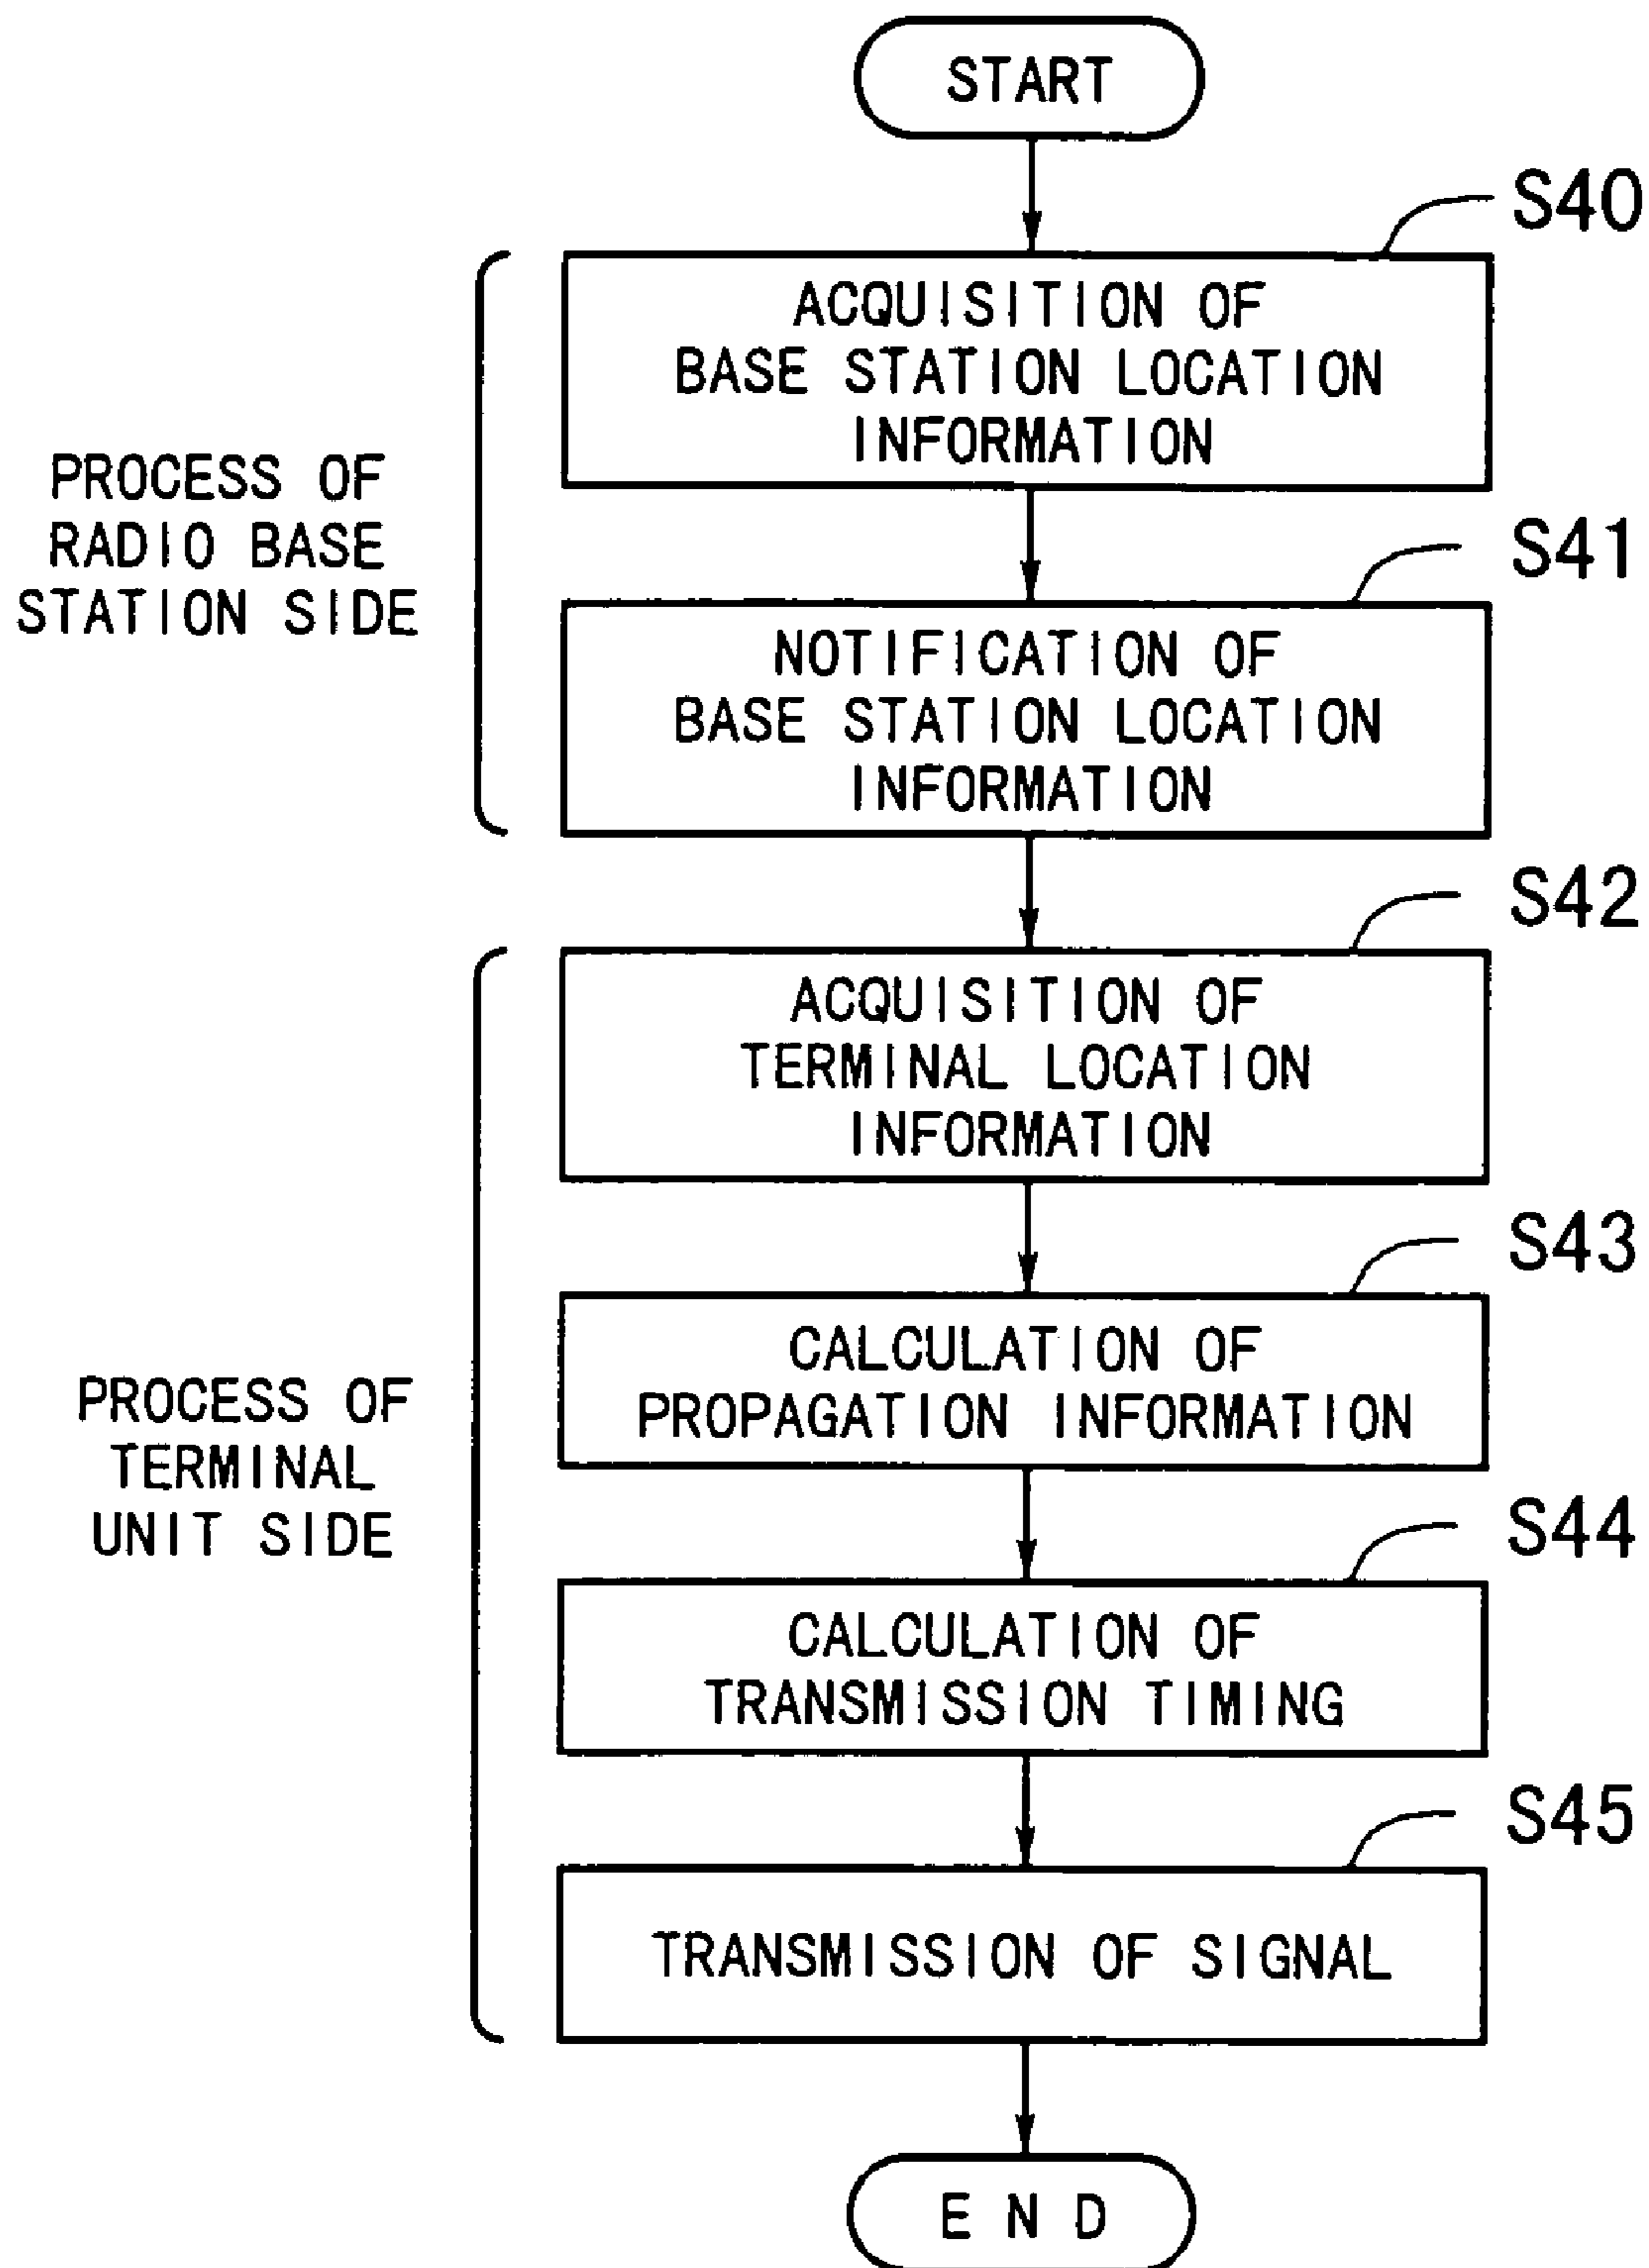 START
S40
ACQUISITION OF
BASE STATION LOCATION
INFORMATION
PROCESS OF
RADIO BASE
STATION SIDE
S41
NOTIFICATION OF
BASE STATION LOCATION
INFORMATION
S42
ACQUISITION OF
TERMINAL LOCATION
INFORMATION
S43
CALCULATION OF
PROPAGATION INFORMATION
PROCESS OF
TERMINAL
UNIT SIDE
S44
CALCULATION OF
TRANSMISSION TIMING
S45
TRANSMISSION OF SIGNAL
END